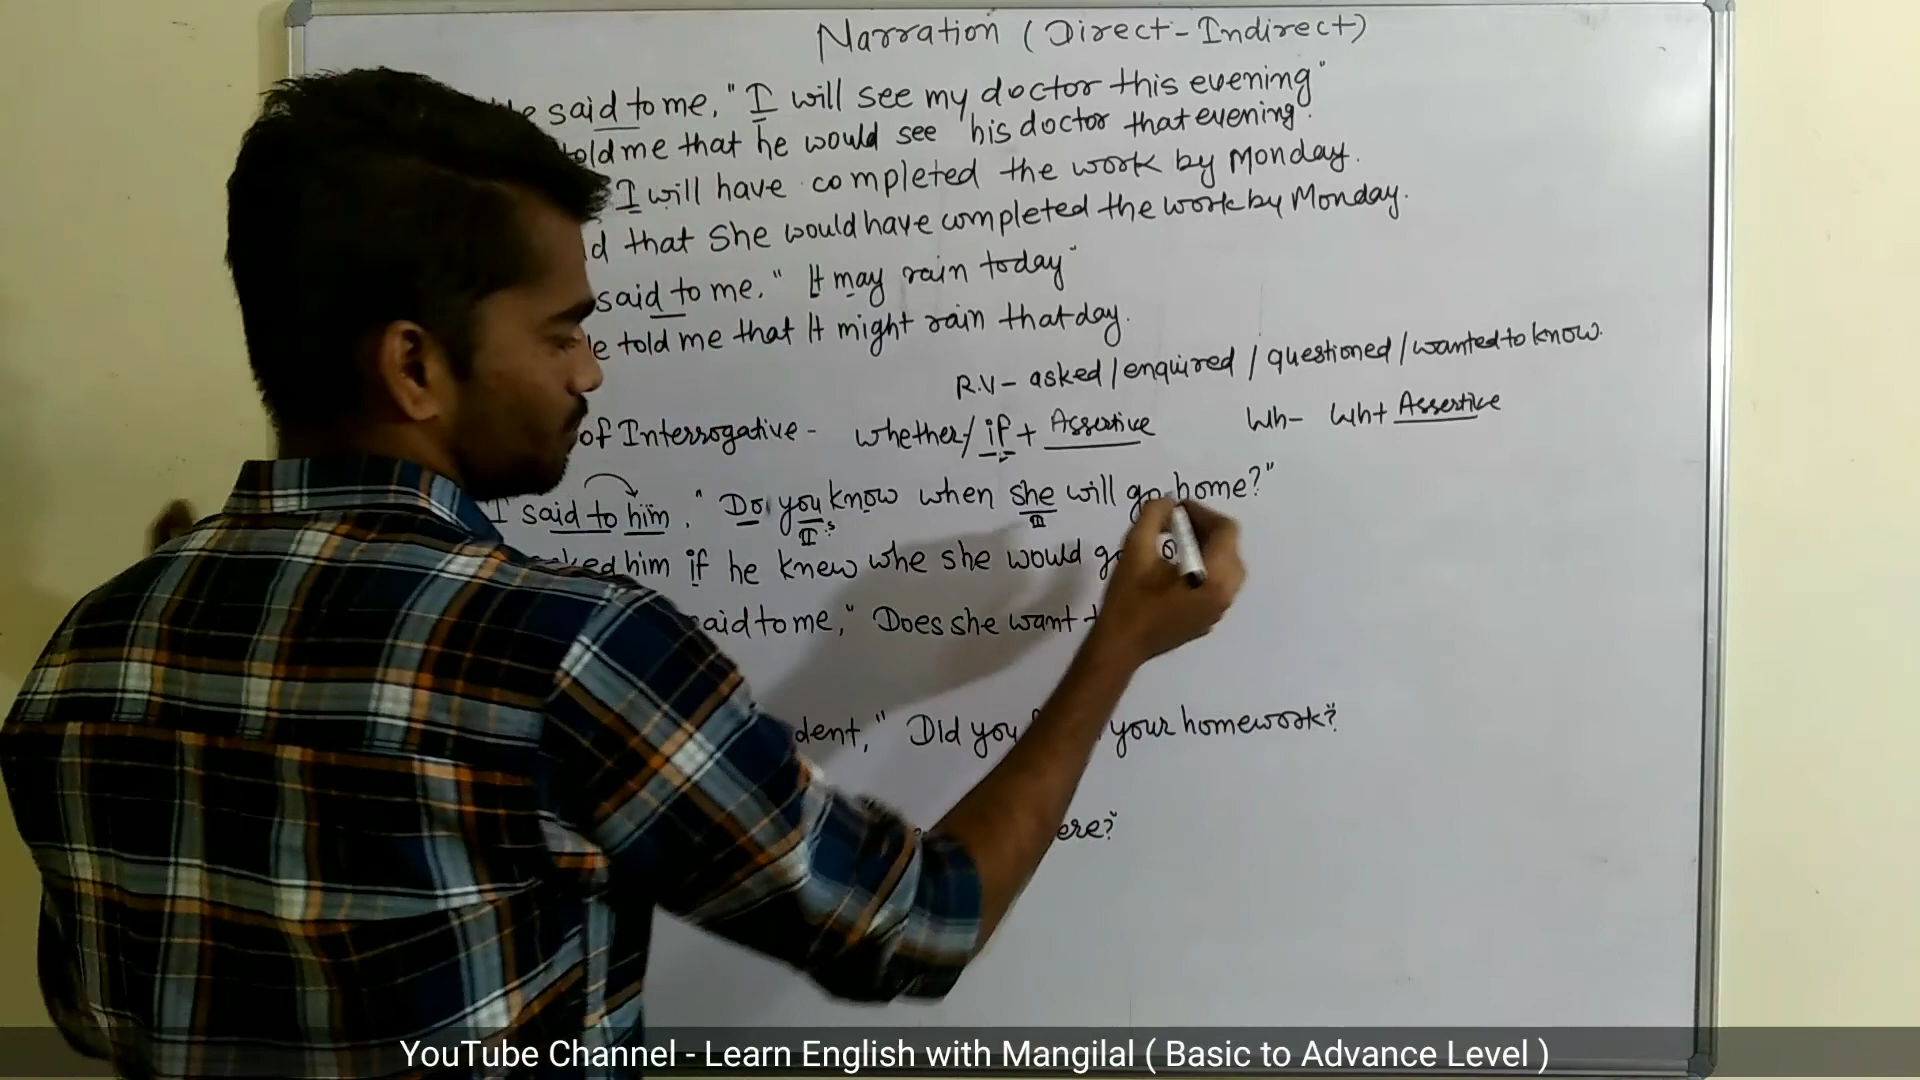 Narration (Direct-Indirect)
said to me, "I will see my doctor this evening"
told me that he would see his doctor that evening.
I will have completed the work by Monday.
that She would have completed the work by Monday.
said to me. "It may rain today"
told me that It might rain that day.
R.V- asked/enquired/questioned/wanted to know.
of Interrogative- whether/if + Assertive Wh- Wh+ Assertive
I said to him. "Do you know when she will go home?"
II III
him if he knew whe she would
said to me," Does she want
"Did you your homework?"
YouTube Channel - Learn English with Mangilal ( Basic to Advance Level )